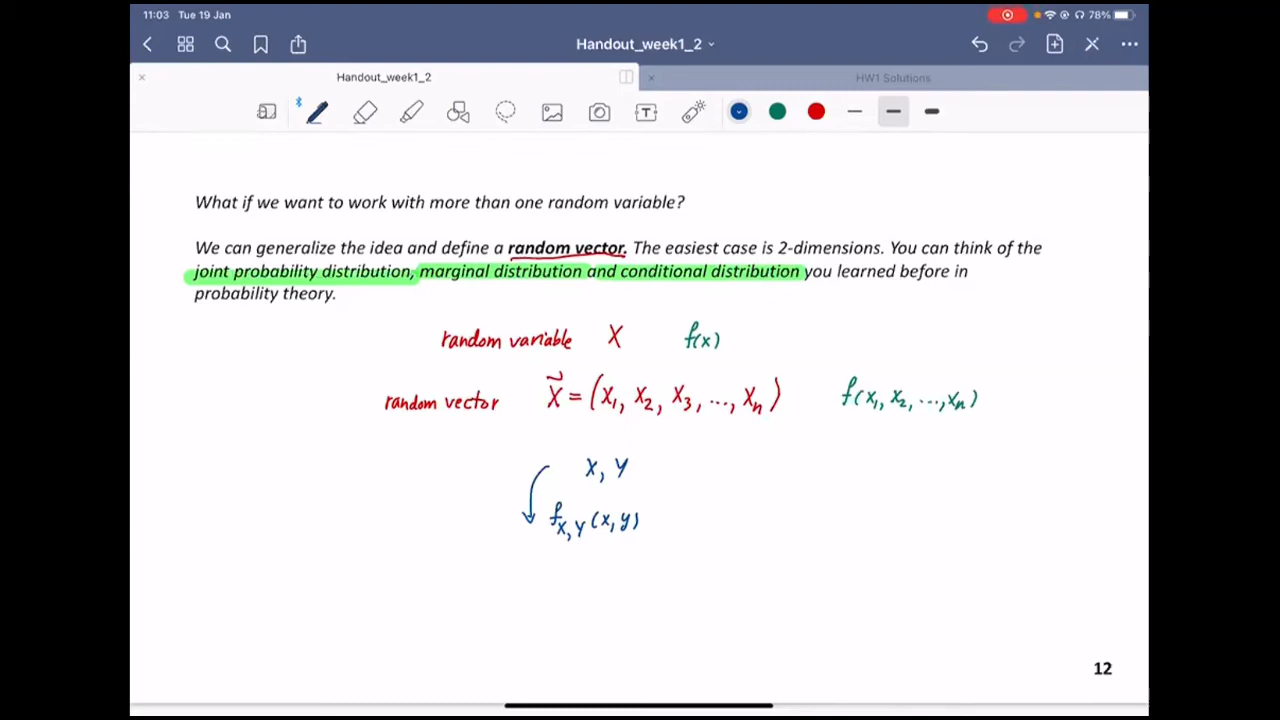 11:03 Tue 19 Jan 78%
Handout_week1_2
Handout_week1_2 HW1 Solutions
What if we want to work with more than one random variable?
We can generalize the idea and define a random vector. The easiest case is 2-dimensions. You can think of the
joint probability distribution, marginal distribution and conditional distribution you learned before in
probability theory.
random variable X f(x)
random vector X⃗ = (X₁, X₂, X₃, ..., Xₙ) f(x₁, x₂, ..., xₙ)
X, Y
f_{X,Y}(x,y)
12